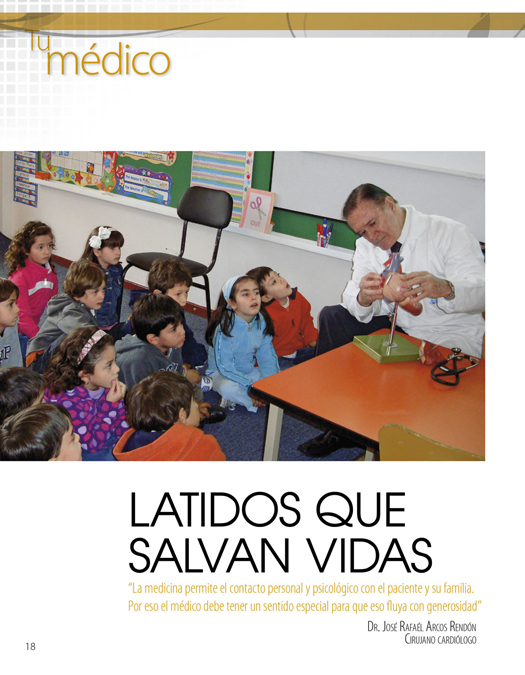 Tu
médico
LATIDOS QUE
SALVAN VIDAS
“La medicina permite el contacto personal y psicológico con el paciente y su familia.
Por eso el médico debe tener un sentido especial para que eso fluya con generosidad”
Dr. José Rafael Arcos Rendón
Cirujano cardiólogo
18